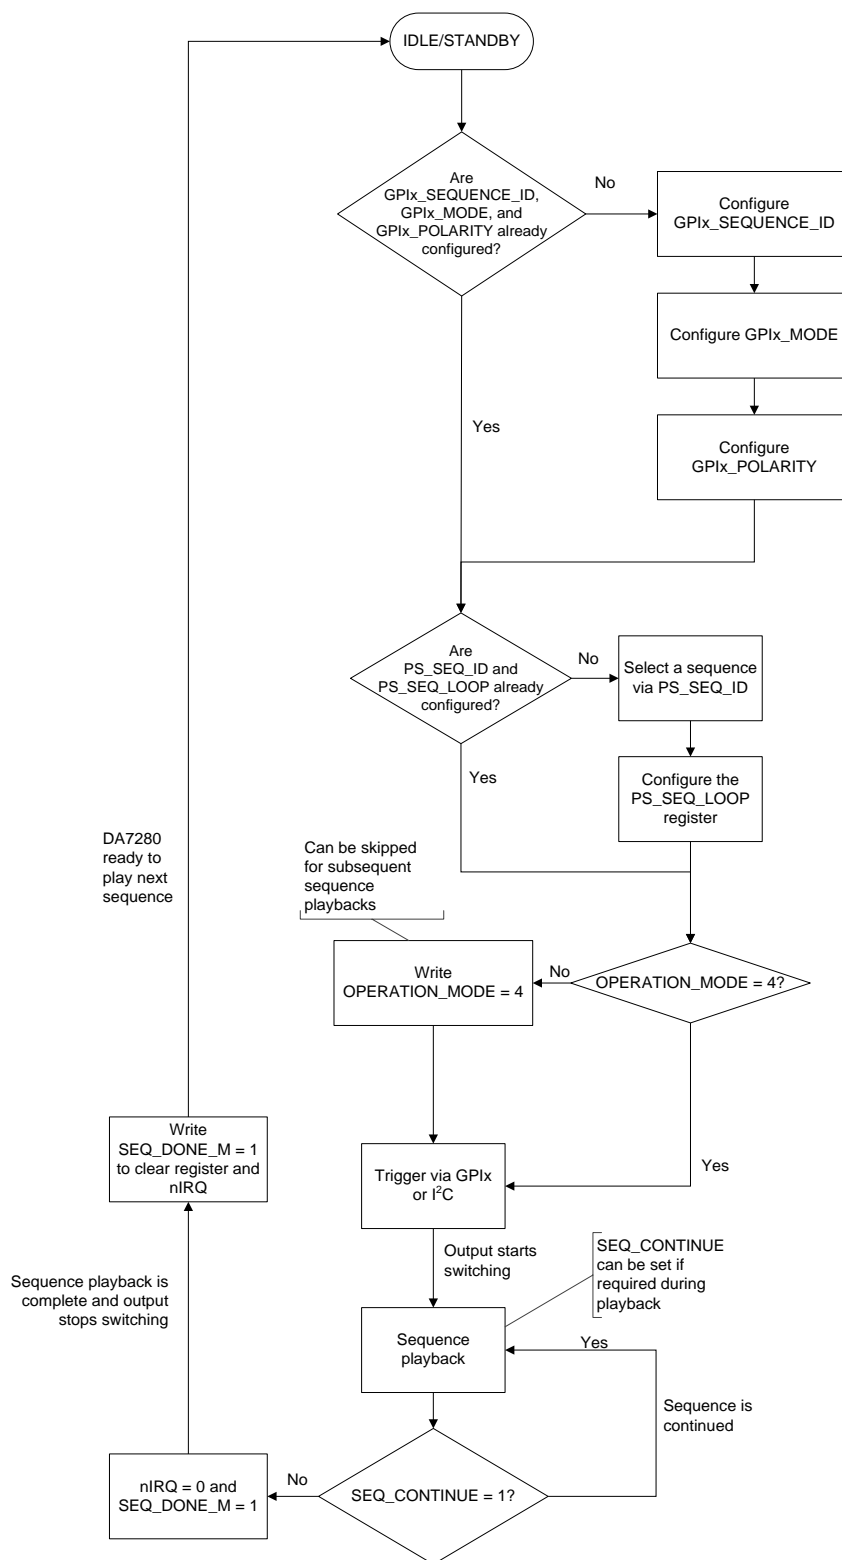 IDLE/STANDBY
Are
GPIx_SEQUENCE_ID,
GPIx_MODE, and
GPIx_POLARITY already
configured?
No
Configure
GPIx_SEQUENCE_ID
Configure GPIx_MODE
Configure
GPIx_POLARITY
Yes
Are
PS_SEQ_ID and
PS_SEQ_LOOP already
configured?
No
Select a sequence
via PS_SEQ_ID
Yes
Configure the
PS_SEQ_LOOP
register
DA7280
ready to
play next
sequence
Can be skipped
for subsequent
sequence
playbacks
Write
OPERATION_MODE = 4
No
OPERATION_MODE = 4?
Yes
Write
SEQ_DONE_M = 1
to clear register and
nIRQ
Trigger via GPIx
or I²C
Output starts
switching
SEQ_CONTINUE
can be set if
required during
playback
Sequence playback is
complete and output
stops switching
Sequence
playback
Yes
Sequence is
continued
nIRQ = 0 and
SEQ_DONE_M = 1
No
SEQ_CONTINUE = 1?